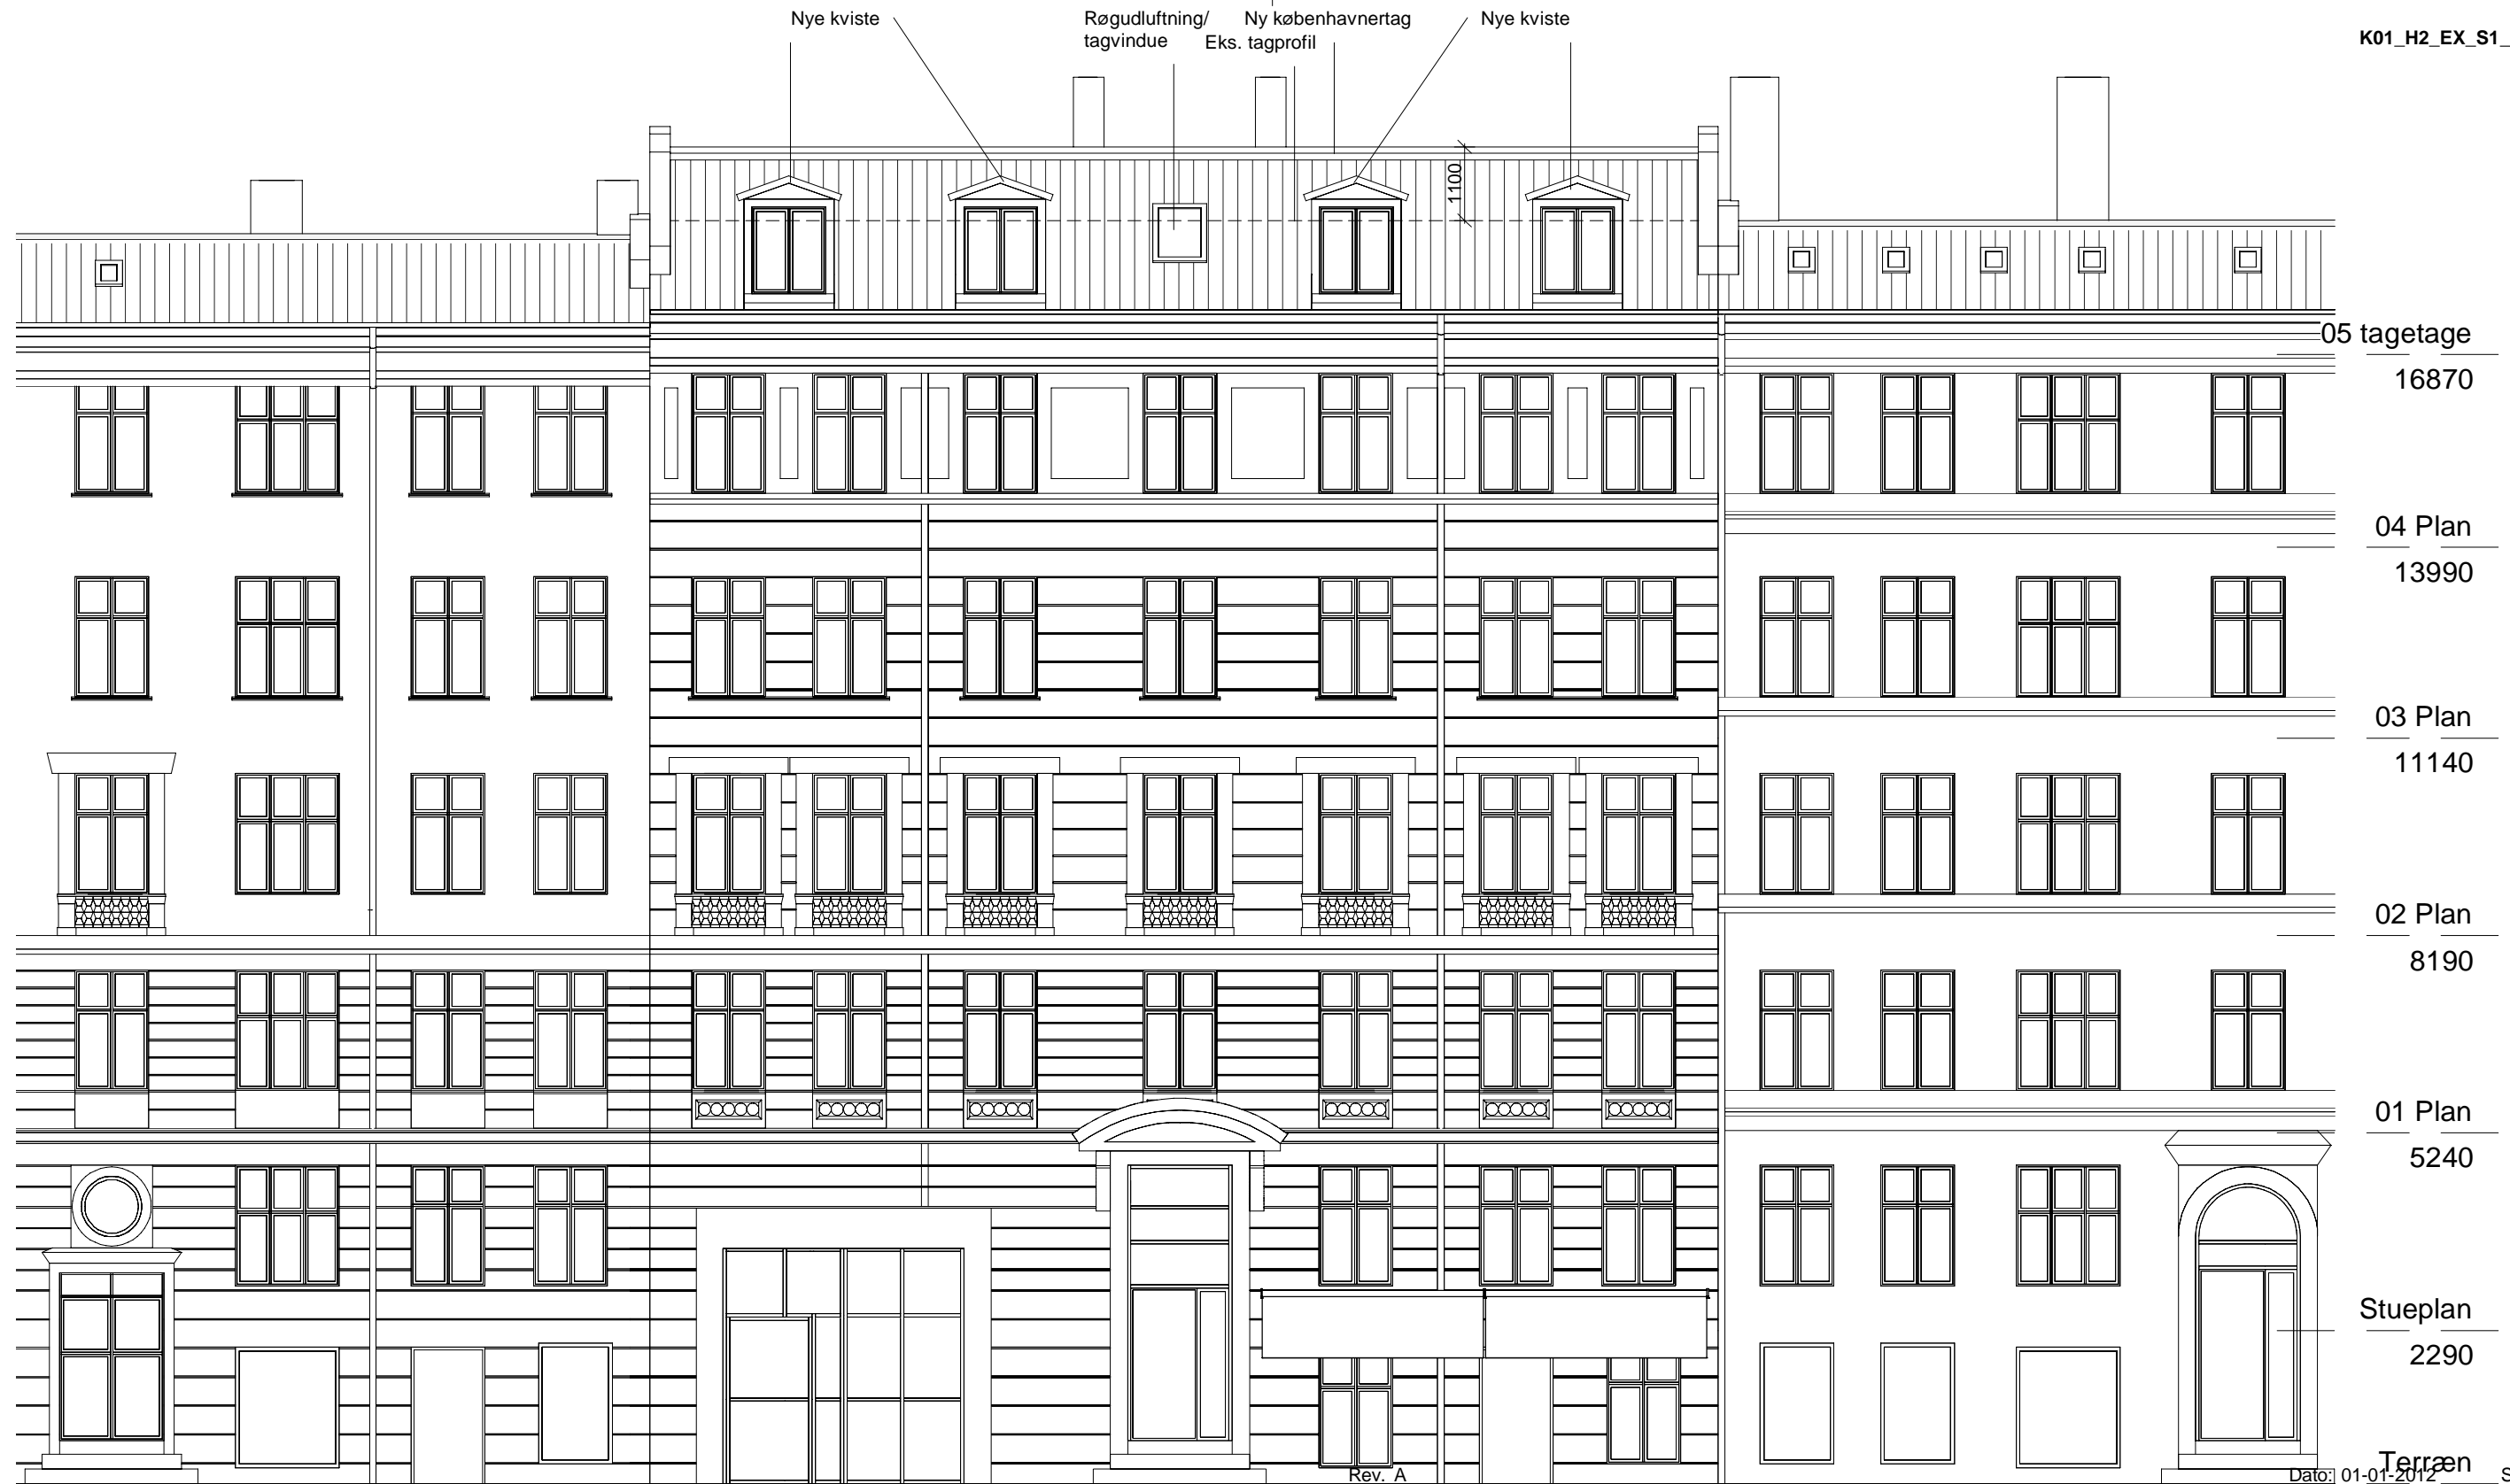 Nye kviste
Røgudluftning/
tagvindue
Ny københavnertag
Eks. tagprofil
Nye kviste
K01_H2_EX_S1_
1100
05 tagetage
16870
04 Plan
13990
03 Plan
11140
02 Plan
8190
01 Plan
5240
Stueplan
2290
Terræn
Rev. A
Dato: 01-01-2012
S